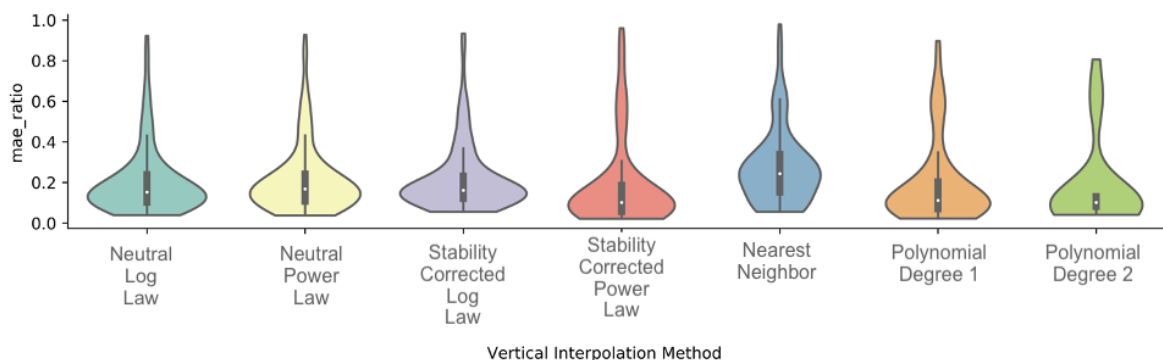 1.0
0.8
0.6
0.4
0.2
0.0
mae_ratio
Neutral
Log
Law
Neutral
Power
Law
Stability
Corrected
Log
Law
Stability
Corrected
Power
Law
Nearest
Neighbor
Polynomial
Degree 1
Polynomial
Degree 2
Vertical Interpolation Method